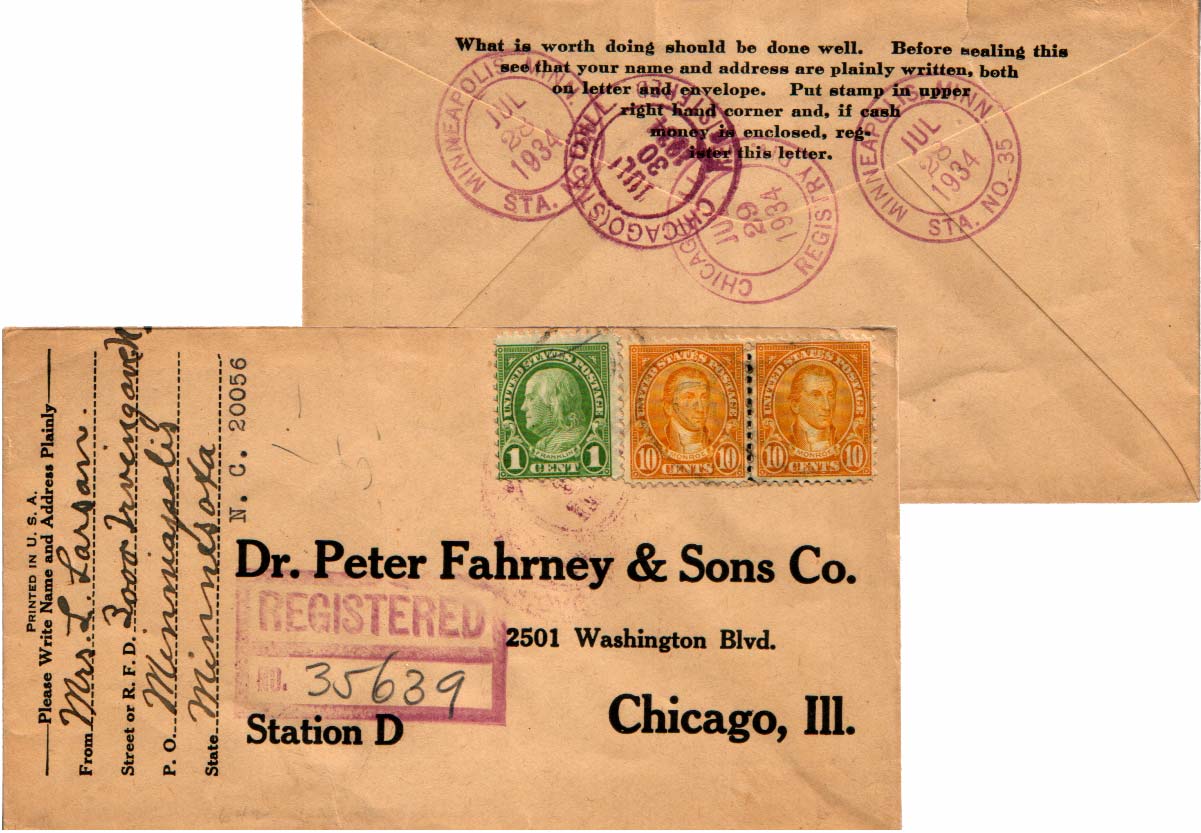 What is worth doing should be done well. Before sealing this
see that your name and address are plainly written, both
on letter and envelope. Put stamp in upper
right hand corner and, if cash
money is enclosed, reg-
ister this letter.
MINNEAPOLIS, MINN.
JUL
28
1934
STA.
CHICAGO (STA.
JUL
30
CHICAGO
29
1934
REGISTRY
MINNEAPOLIS, MINN.
JUL
28
1934
STA. NO. 35
PRINTED IN U. S. A.
Please Write Name and Address Plainly
From Mrs. L. Larson.
Street or R. F. D. 3000 Irving
P. O. Minneapolis
State Minnesota
N. C. 20056
UNITED STATES POSTAGE
FRANKLIN
1 CENT 1
UNITED STATES POSTAGE
MONROE
10 CENTS 10
UNITED STATES POSTAGE
MONROE
10 CENTS 10
Dr. Peter Fahrney & Sons Co.
REGISTERED
2501 Washington Blvd.
NO. 35639
Station D
Chicago, Ill.